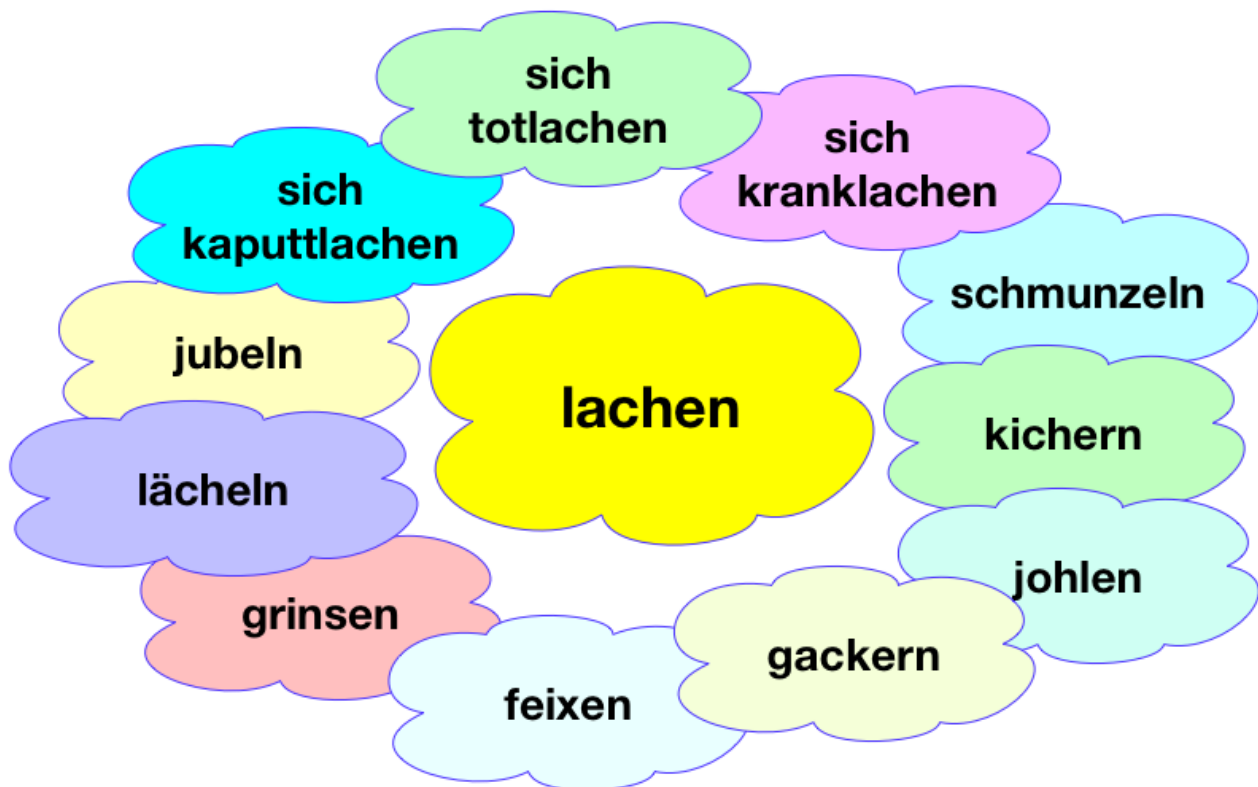 sich
totlachen
sich
kranklachen
sich
kaputtlachen
schmunzeln
jubeln
lachen
kichern
lächeln
johlen
grinsen
gackern
feixen